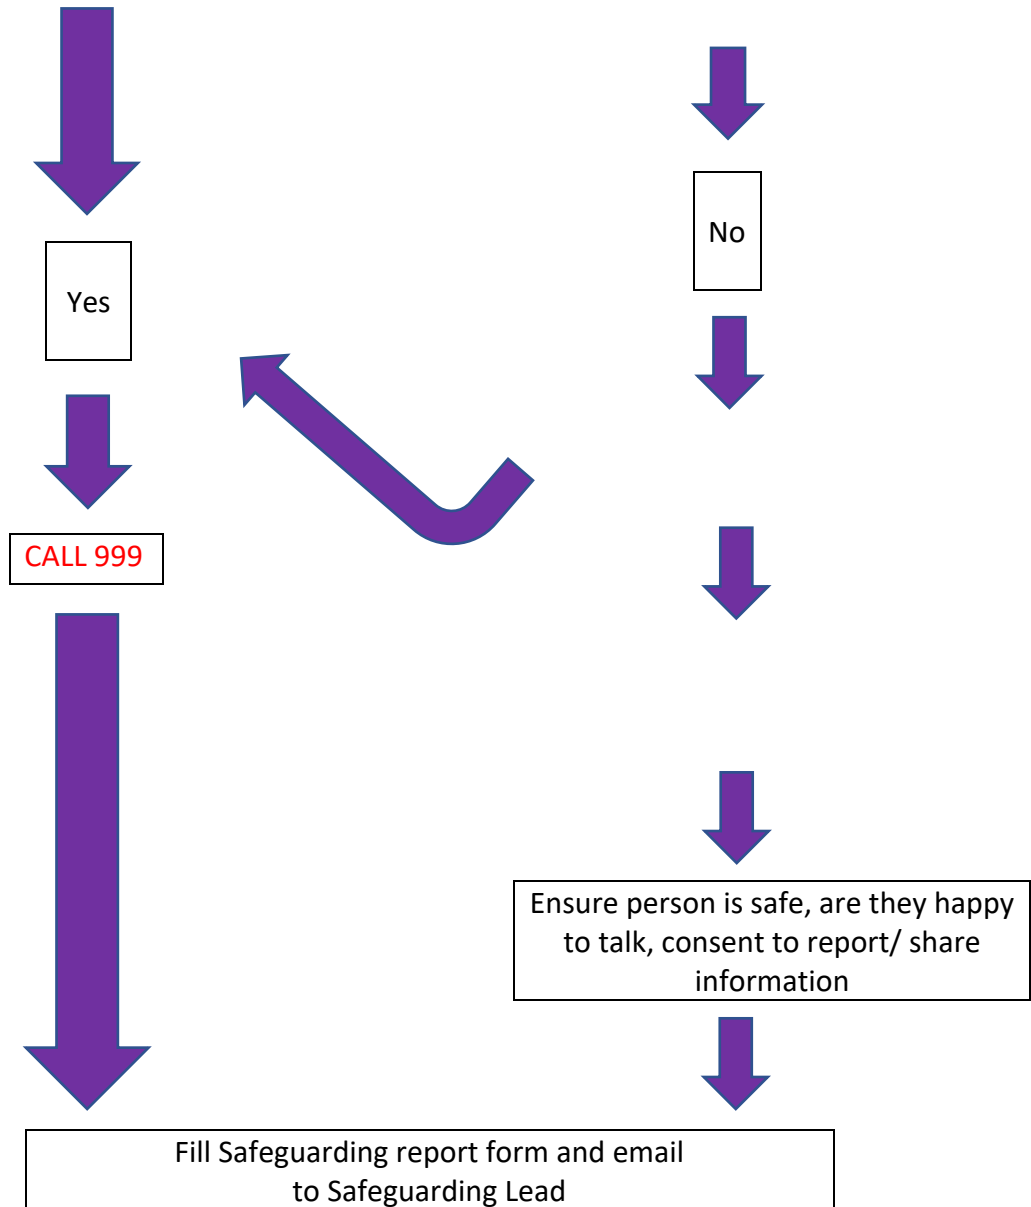 No
Yes
CALL 999
Ensure person is safe, are they happy
to talk, consent to report/ share
information
Fill Safeguarding report form and email
to Safeguarding Lead